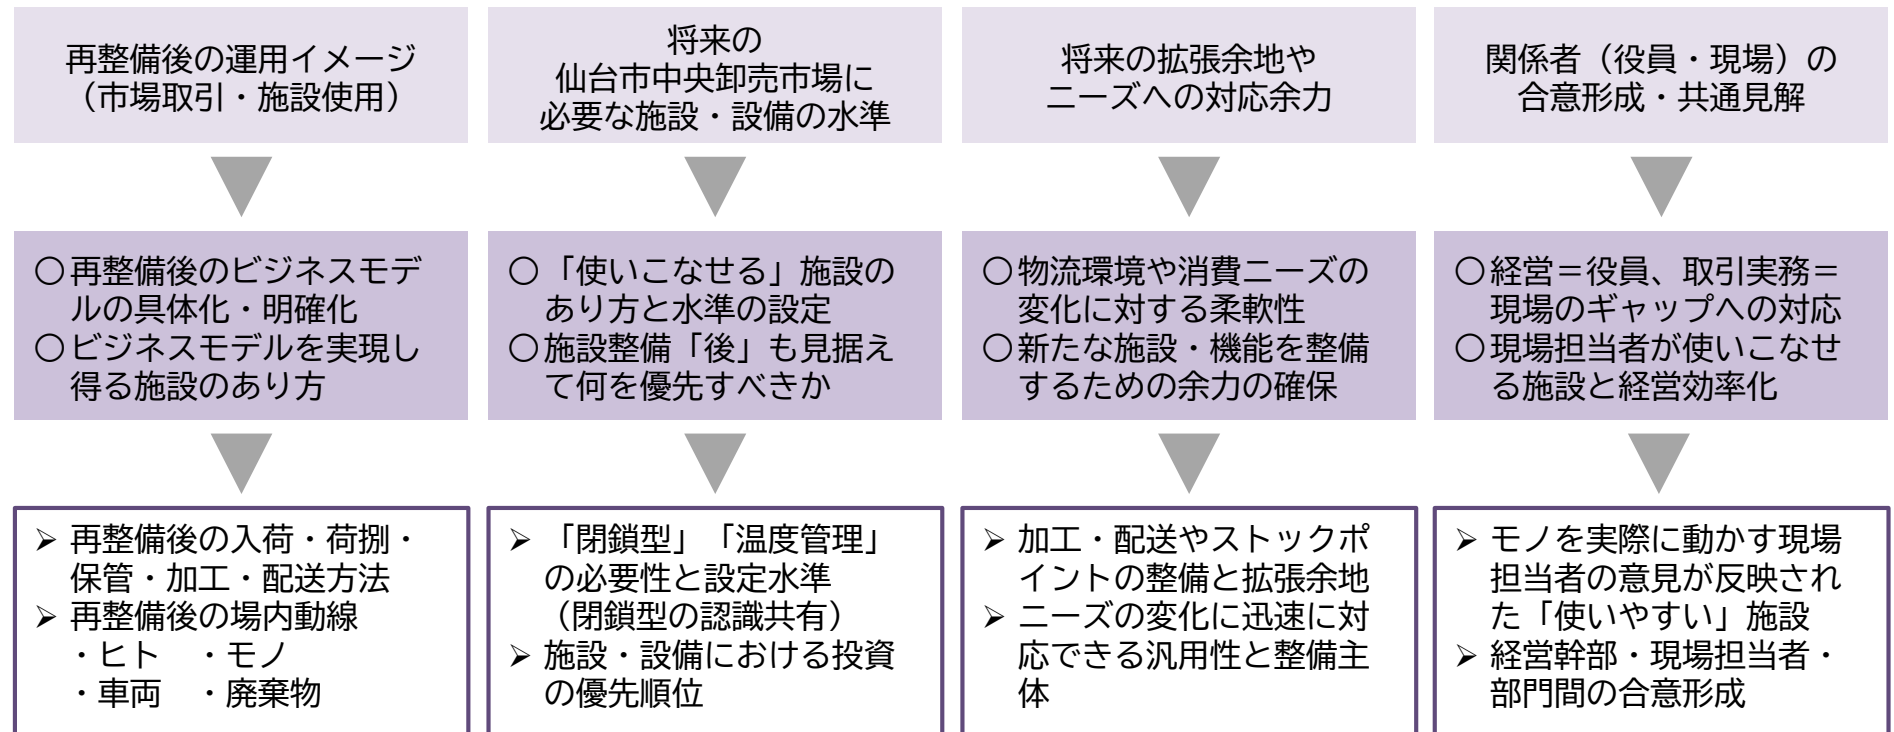 再整備後の運用イメージ
（市場取引・施設使用）
将来の
仙台市中央卸売市場に
必要な施設・設備の水準
将来の拡張余地や
ニーズへの対応余力
関係者（役員・現場）の
合意形成・共通見解
〇再整備後のビジネスモデ
ルの具体化・明確化
〇ビジネスモデルを実現し
得る施設のあり方
〇「使いこなせる」施設の
あり方と水準の設定
〇施設整備「後」も見据え
て何を優先すべきか
〇物流環境や消費ニーズの
変化に対する柔軟性
〇新たな施設・機能を整備
するための余力の確保
〇経営＝役員、取引実務＝
現場のギャップへの対応
〇現場担当者が使いこなせ
る施設と経営効率化
➢ 再整備後の入荷・荷捌・
保管・加工・配送方法
➢ 再整備後の場内動線
・ヒト　・モノ
・車両　・廃棄物
➢ 「閉鎖型」「温度管理」
の必要性と設定水準
（閉鎖型の認識共有）
➢ 施設・設備における投資
の優先順位
➢ 加工・配送やストックポ
イントの整備と拡張余地
➢ ニーズの変化に迅速に対
応できる汎用性と整備主
体
➢ モノを実際に動かす現場
担当者の意見が反映され
た「使いやすい」施設
➢ 経営幹部・現場担当者・
部門間の合意形成